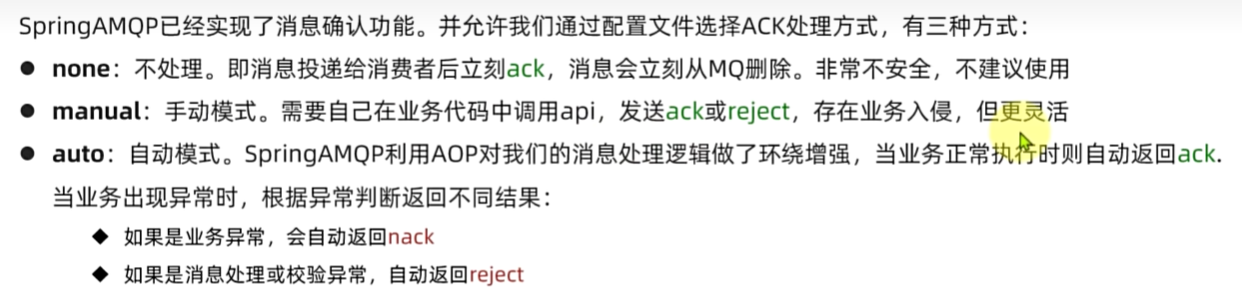 SpringAMQP已经实现了消息确认功能。并允许我们通过配置文件选择ACK处理方式，有三种方式：
● none：不处理。即消息投递给消费者后立刻ack，消息会立刻从MQ删除。非常不安全，不建议使用
● manual：手动模式。需要自己在业务代码中调用api，发送ack或reject，存在业务入侵，但更灵活
● auto：自动模式。SpringAMQP利用AOP对我们的消息处理逻辑做了环绕增强，当业务正常执行时则自动返回ack.
当业务出现异常时，根据异常判断返回不同结果：
◆ 如果是业务异常，会自动返回nack
◆ 如果是消息处理或校验异常，自动返回reject